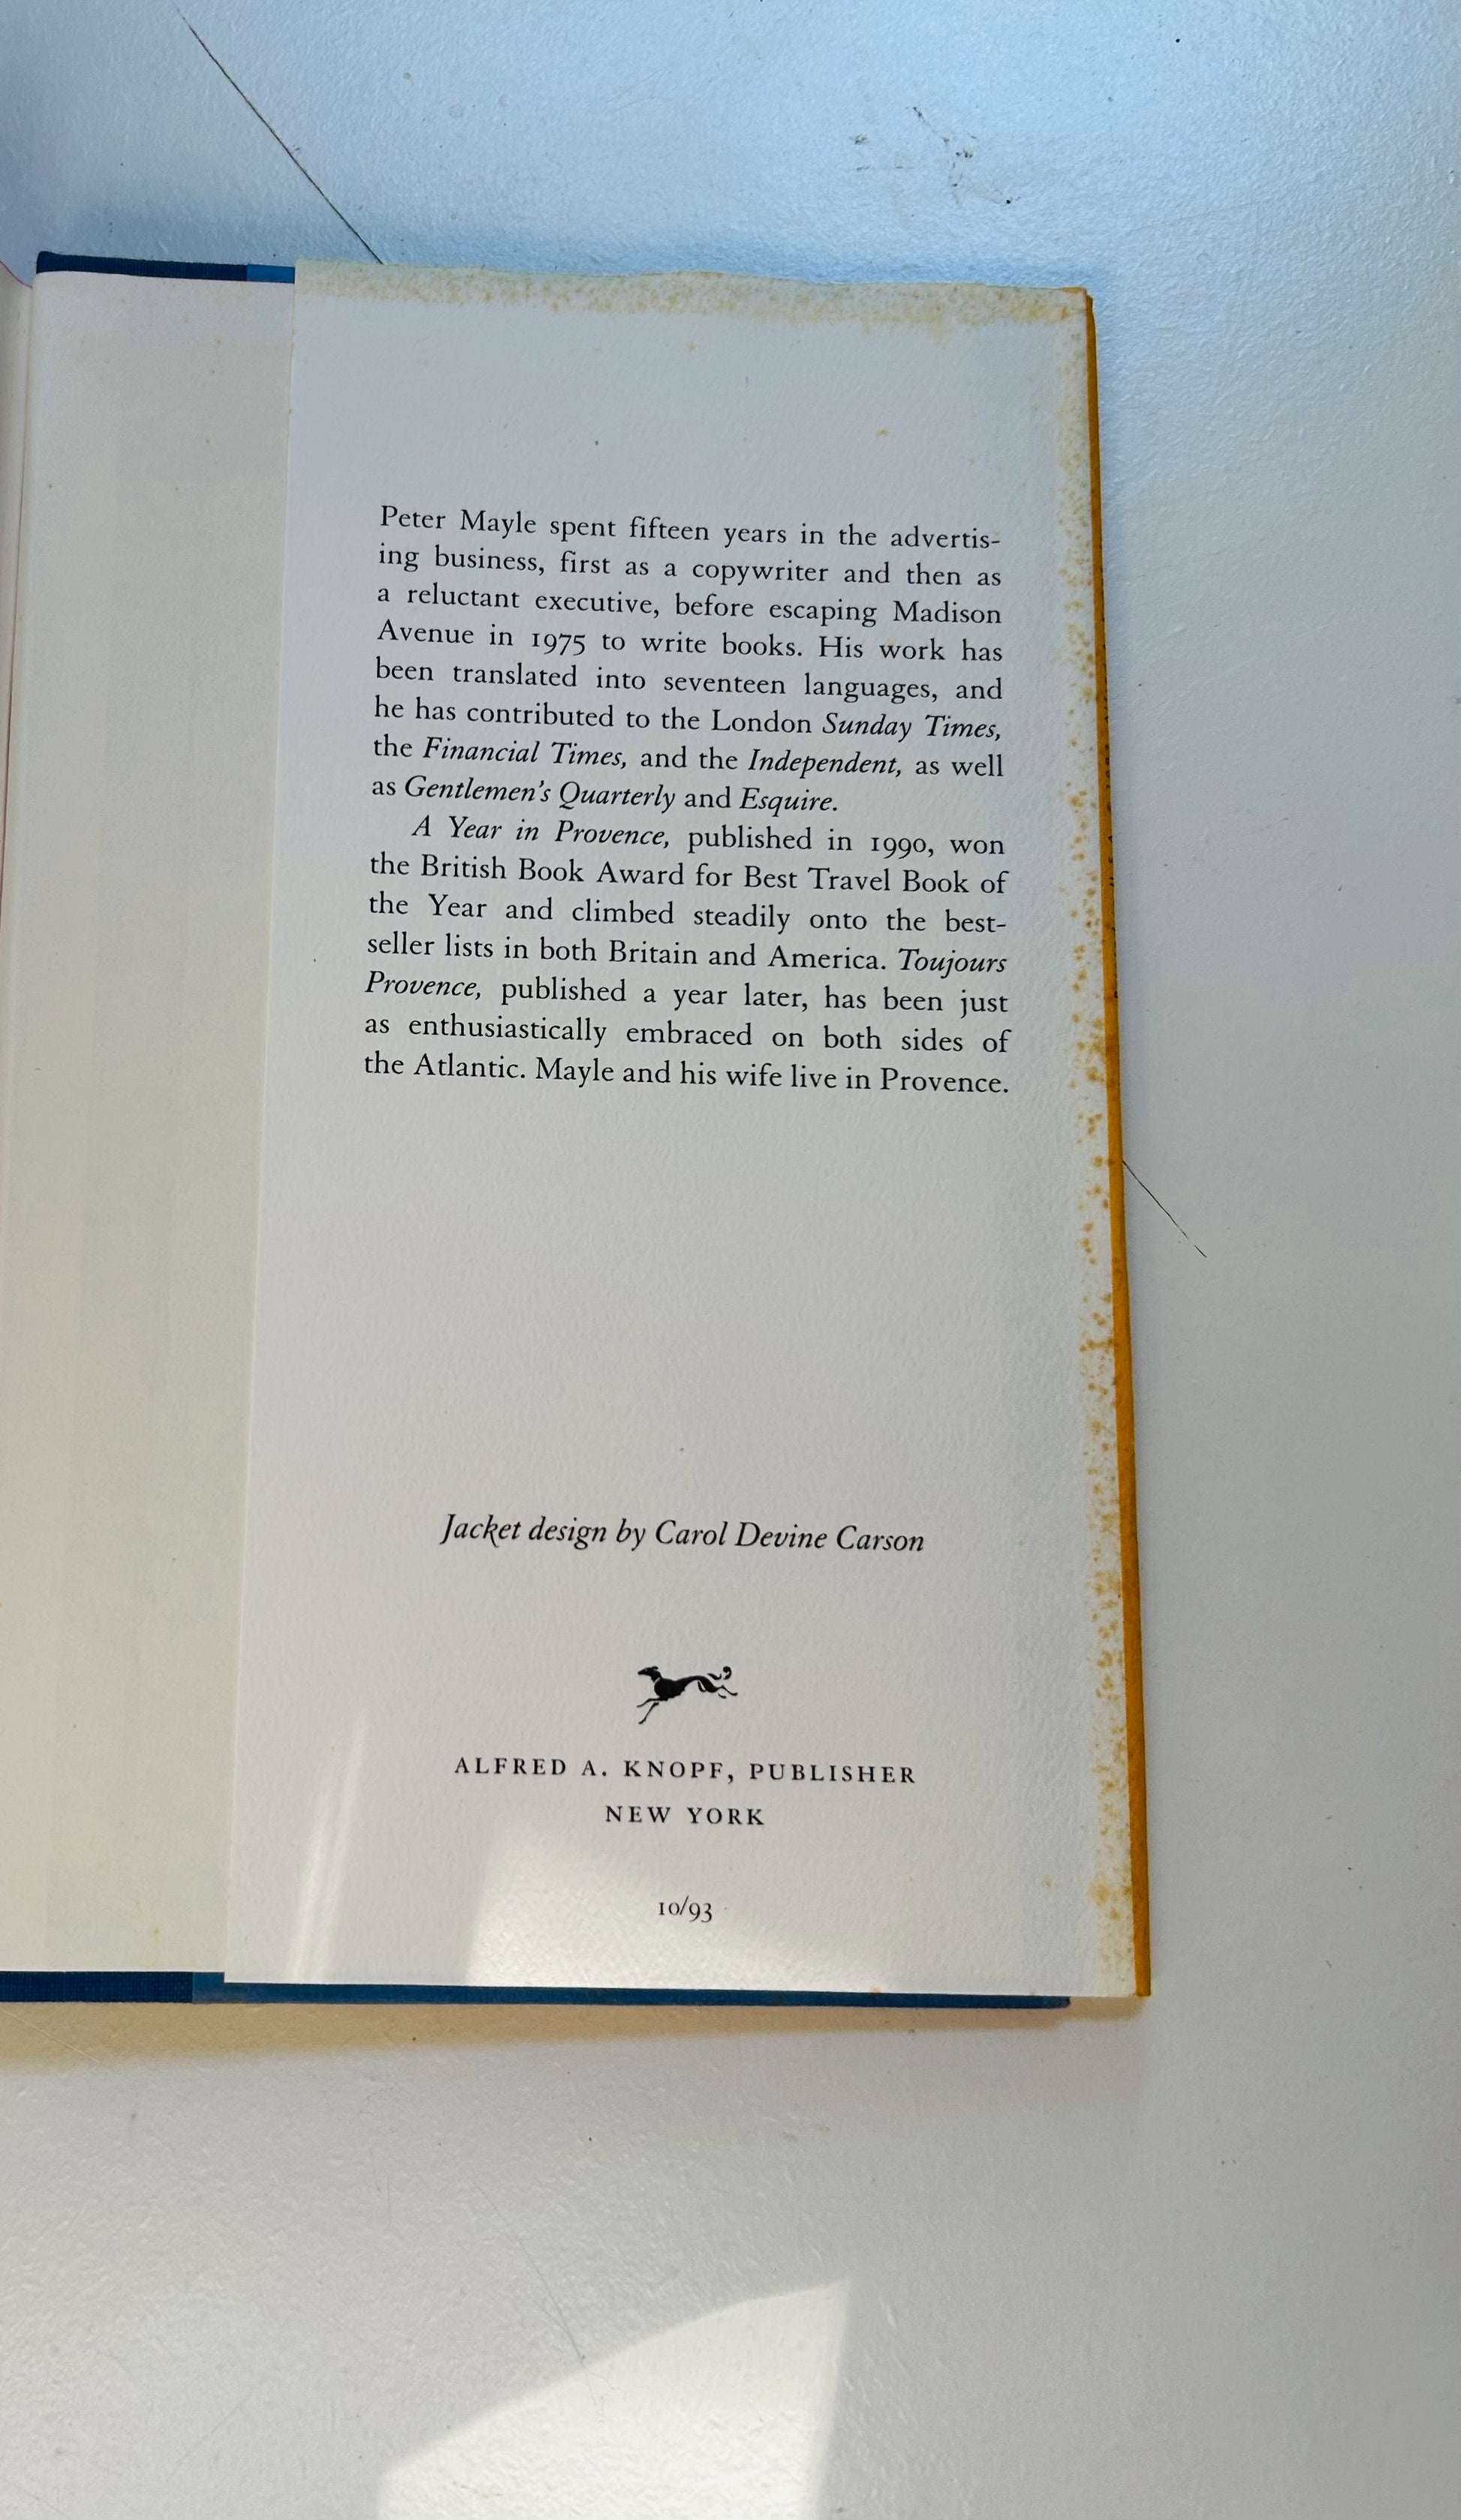 Peter Mayle spent fifteen years in the advertis-
ing business, first as a copywriter and then as
a reluctant executive, before escaping Madison
Avenue in 1975 to write books. His work has
been translated into seventeen languages, and
he has contributed to the London Sunday Times,
the Financial Times, and the Independent, as well
as Gentlemen's Quarterly and Esquire.
A Year in Provence, published in 1990, won
the British Book Award for Best Travel Book of
the Year and climbed steadily onto the best-
seller lists in both Britain and America. Toujours
Provence, published a year later, has been just
as enthusiastically embraced on both sides of
the Atlantic. Mayle and his wife live in Provence.
Jacket design by Carol Devine Carson
ALFRED A. KNOPF, PUBLISHER
NEW YORK
10/93